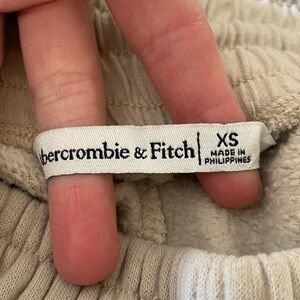 Abercrombie & Fitch
XS
MADE IN
PHILIPPINES